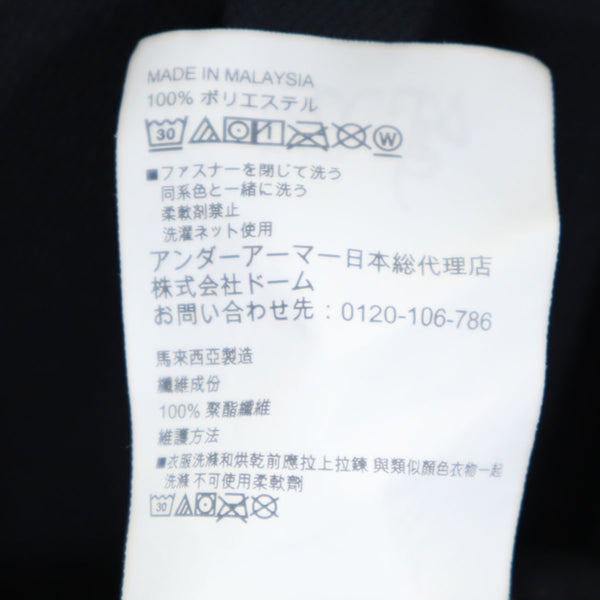 MADE IN MALAYSIA
100% ポリエステル
30 W
■ファスナーを閉じて洗う
同系色と一緒に洗う
柔軟剤禁止
洗濯ネット使用
アンダーアーマー日本総代理店
株式会社ドーム
お問い合わせ先：0120-106-786
馬來西亞製造
纖維成份
100% 聚酯纖維
維護方法
■衣服洗滌和烘乾前應拉上拉鍊 與類似顏色衣物一起
洗滌 不可使用柔軟劑
30